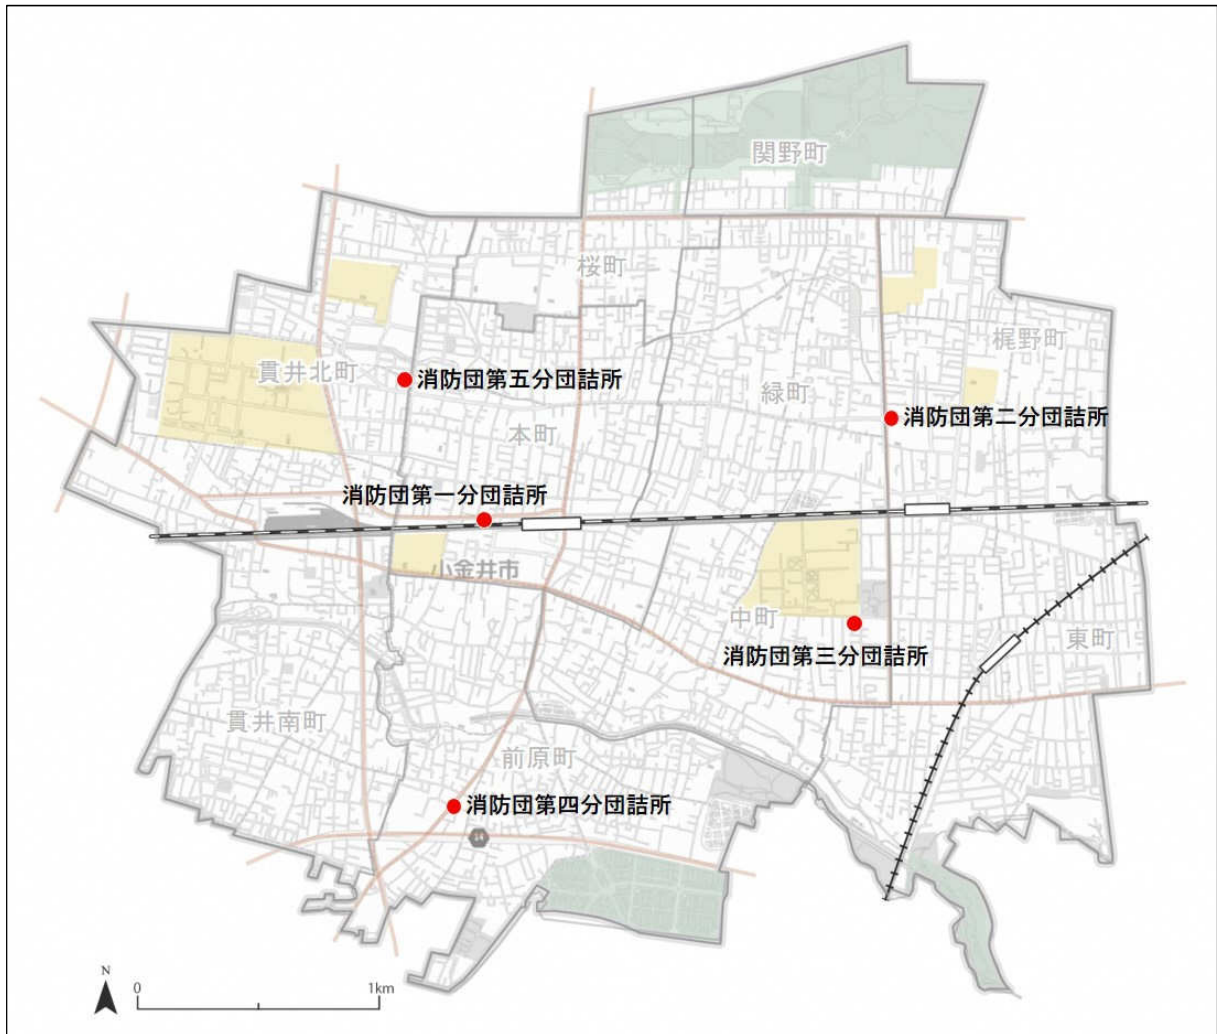 関野町
桜町
梶野町
貫井北町
消防団第五分団詰所
緑町
消防団第二分団詰所
本町
消防団第一分団詰所
小金井市
中町
東町
消防団第三分団詰所
貫井南町
前原町
消防団第四分団詰所
14
N
0
1km